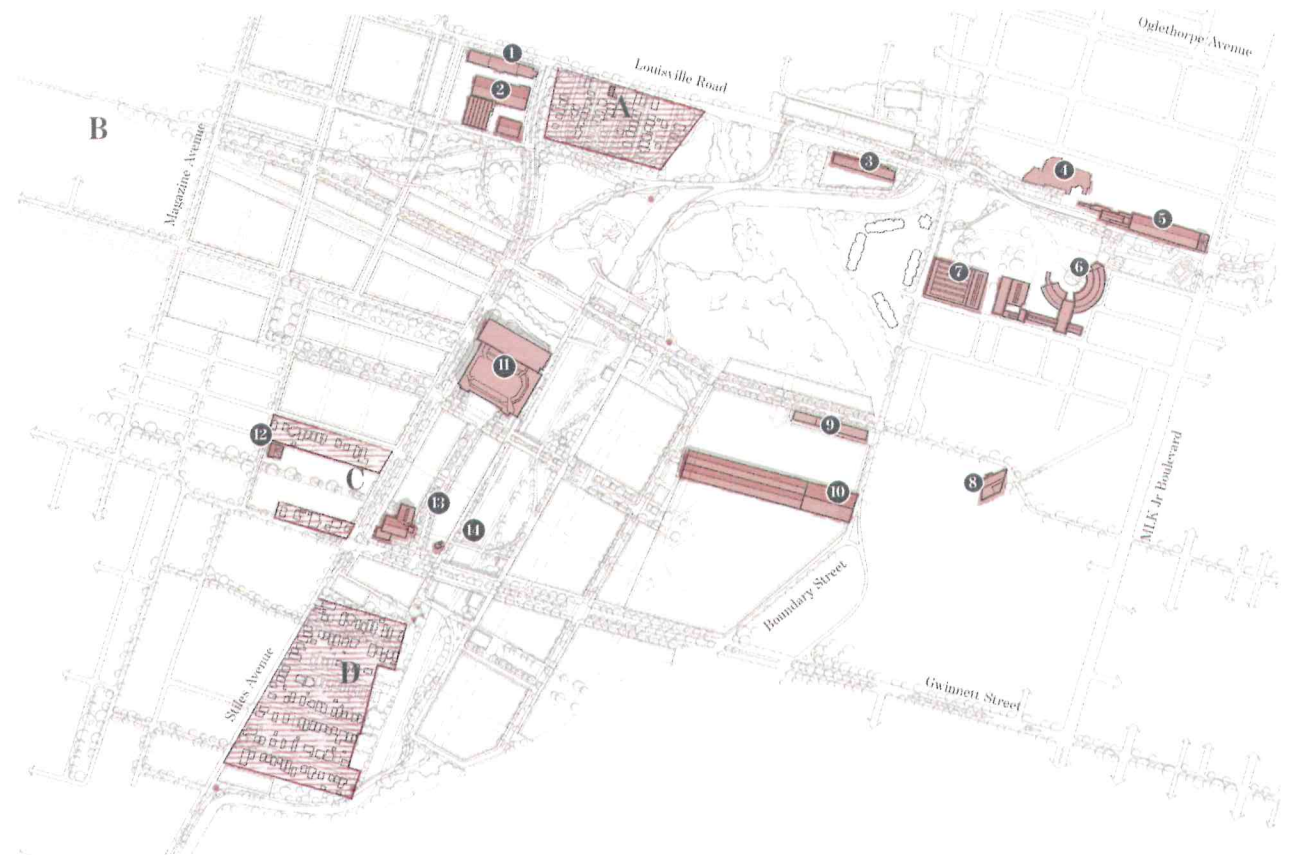 Oglethorpe Avenue
1
Louisville Road
2
A
B
Magazine Avenue
3
4
5
6
7
11
9
12
C
8
10
13
MLK Jr Boulevard
14
Boundary Street
D
Stiles Avenue
Gwinnett Street